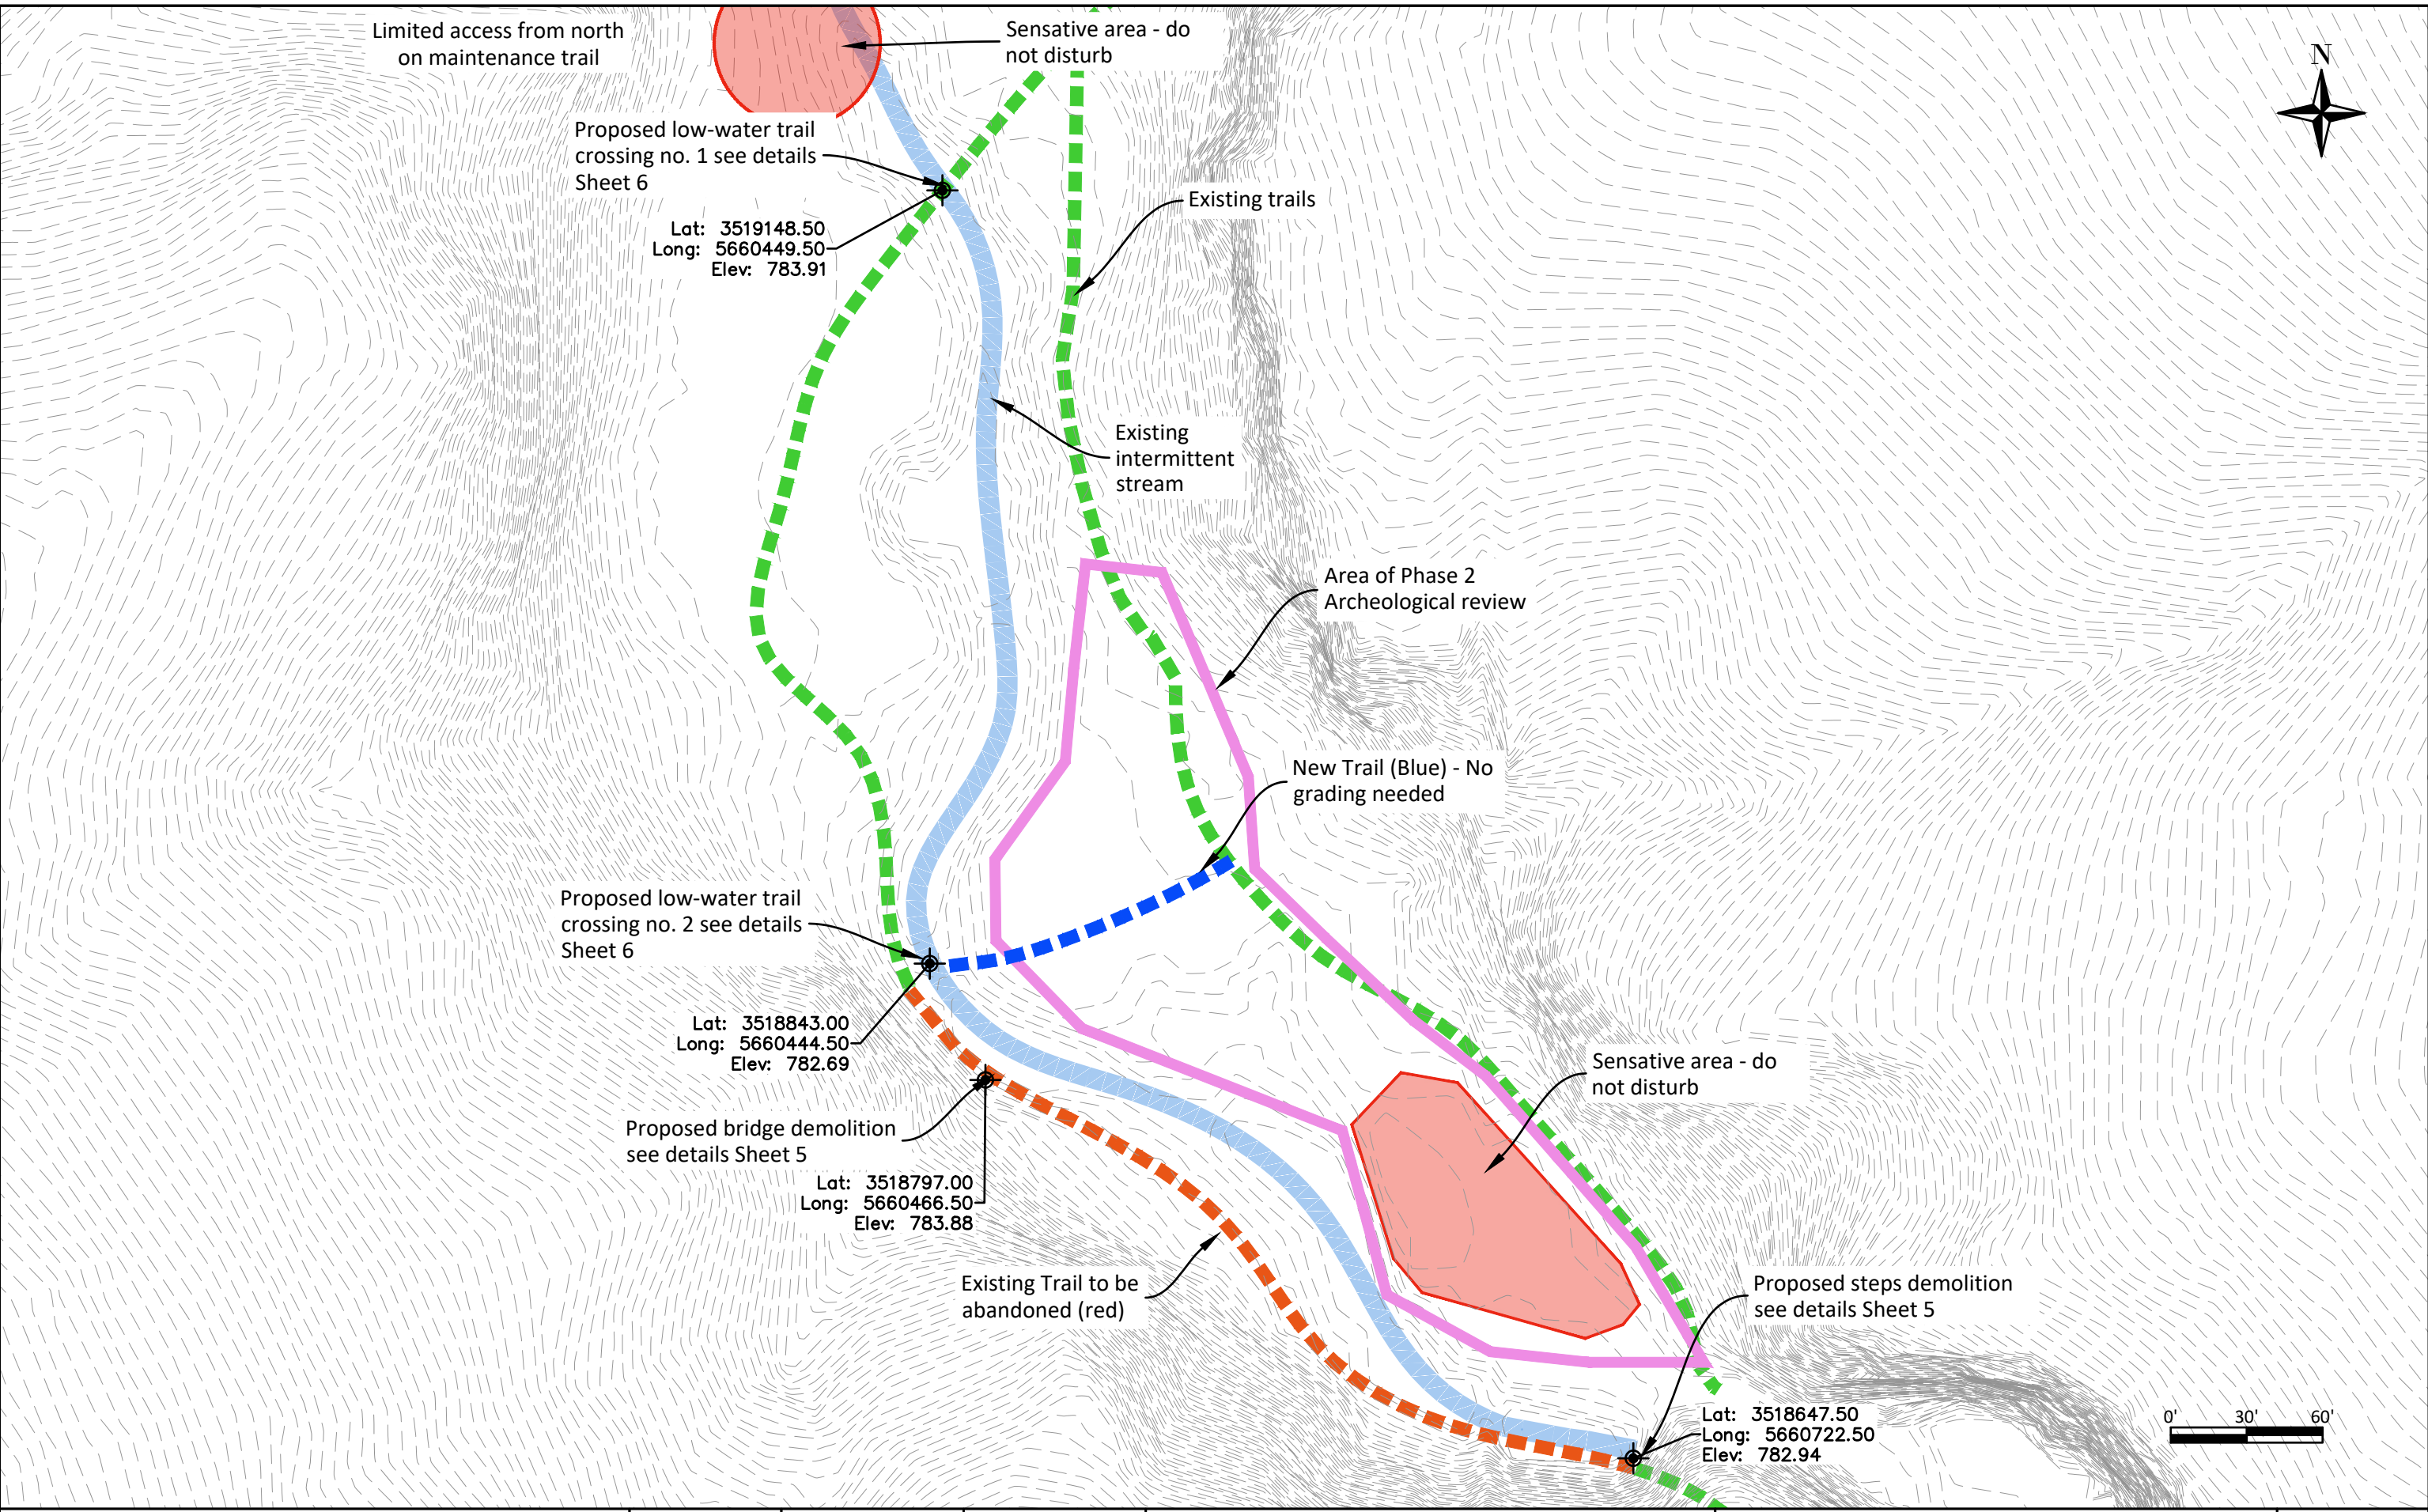 Limited access from north
on maintenance trail
Sensative area - do
not disturb
N
Proposed low-water trail
crossing no. 1 see details
Sheet 6
Existing trails
Lat: 3519148.50
Long: 5660449.50
Elev: 783.91
Existing
intermittent
stream
Area of Phase 2
Archeological review
New Trail (Blue) - No
grading needed
Proposed low-water trail
crossing no. 2 see details
Sheet 6
Lat: 3518843.00
Long: 5660444.50
Elev: 782.69
Sensative area - do
not disturb
Proposed bridge demolition
see details Sheet 5
Lat: 3518797.00
Long: 5660466.50
Elev: 783.88
Existing Trail to be
abandoned (red)
Proposed steps demolition
see details Sheet 5
Lat: 3518647.50
Long: 5660722.50
Elev: 782.94
0' 30' 60'